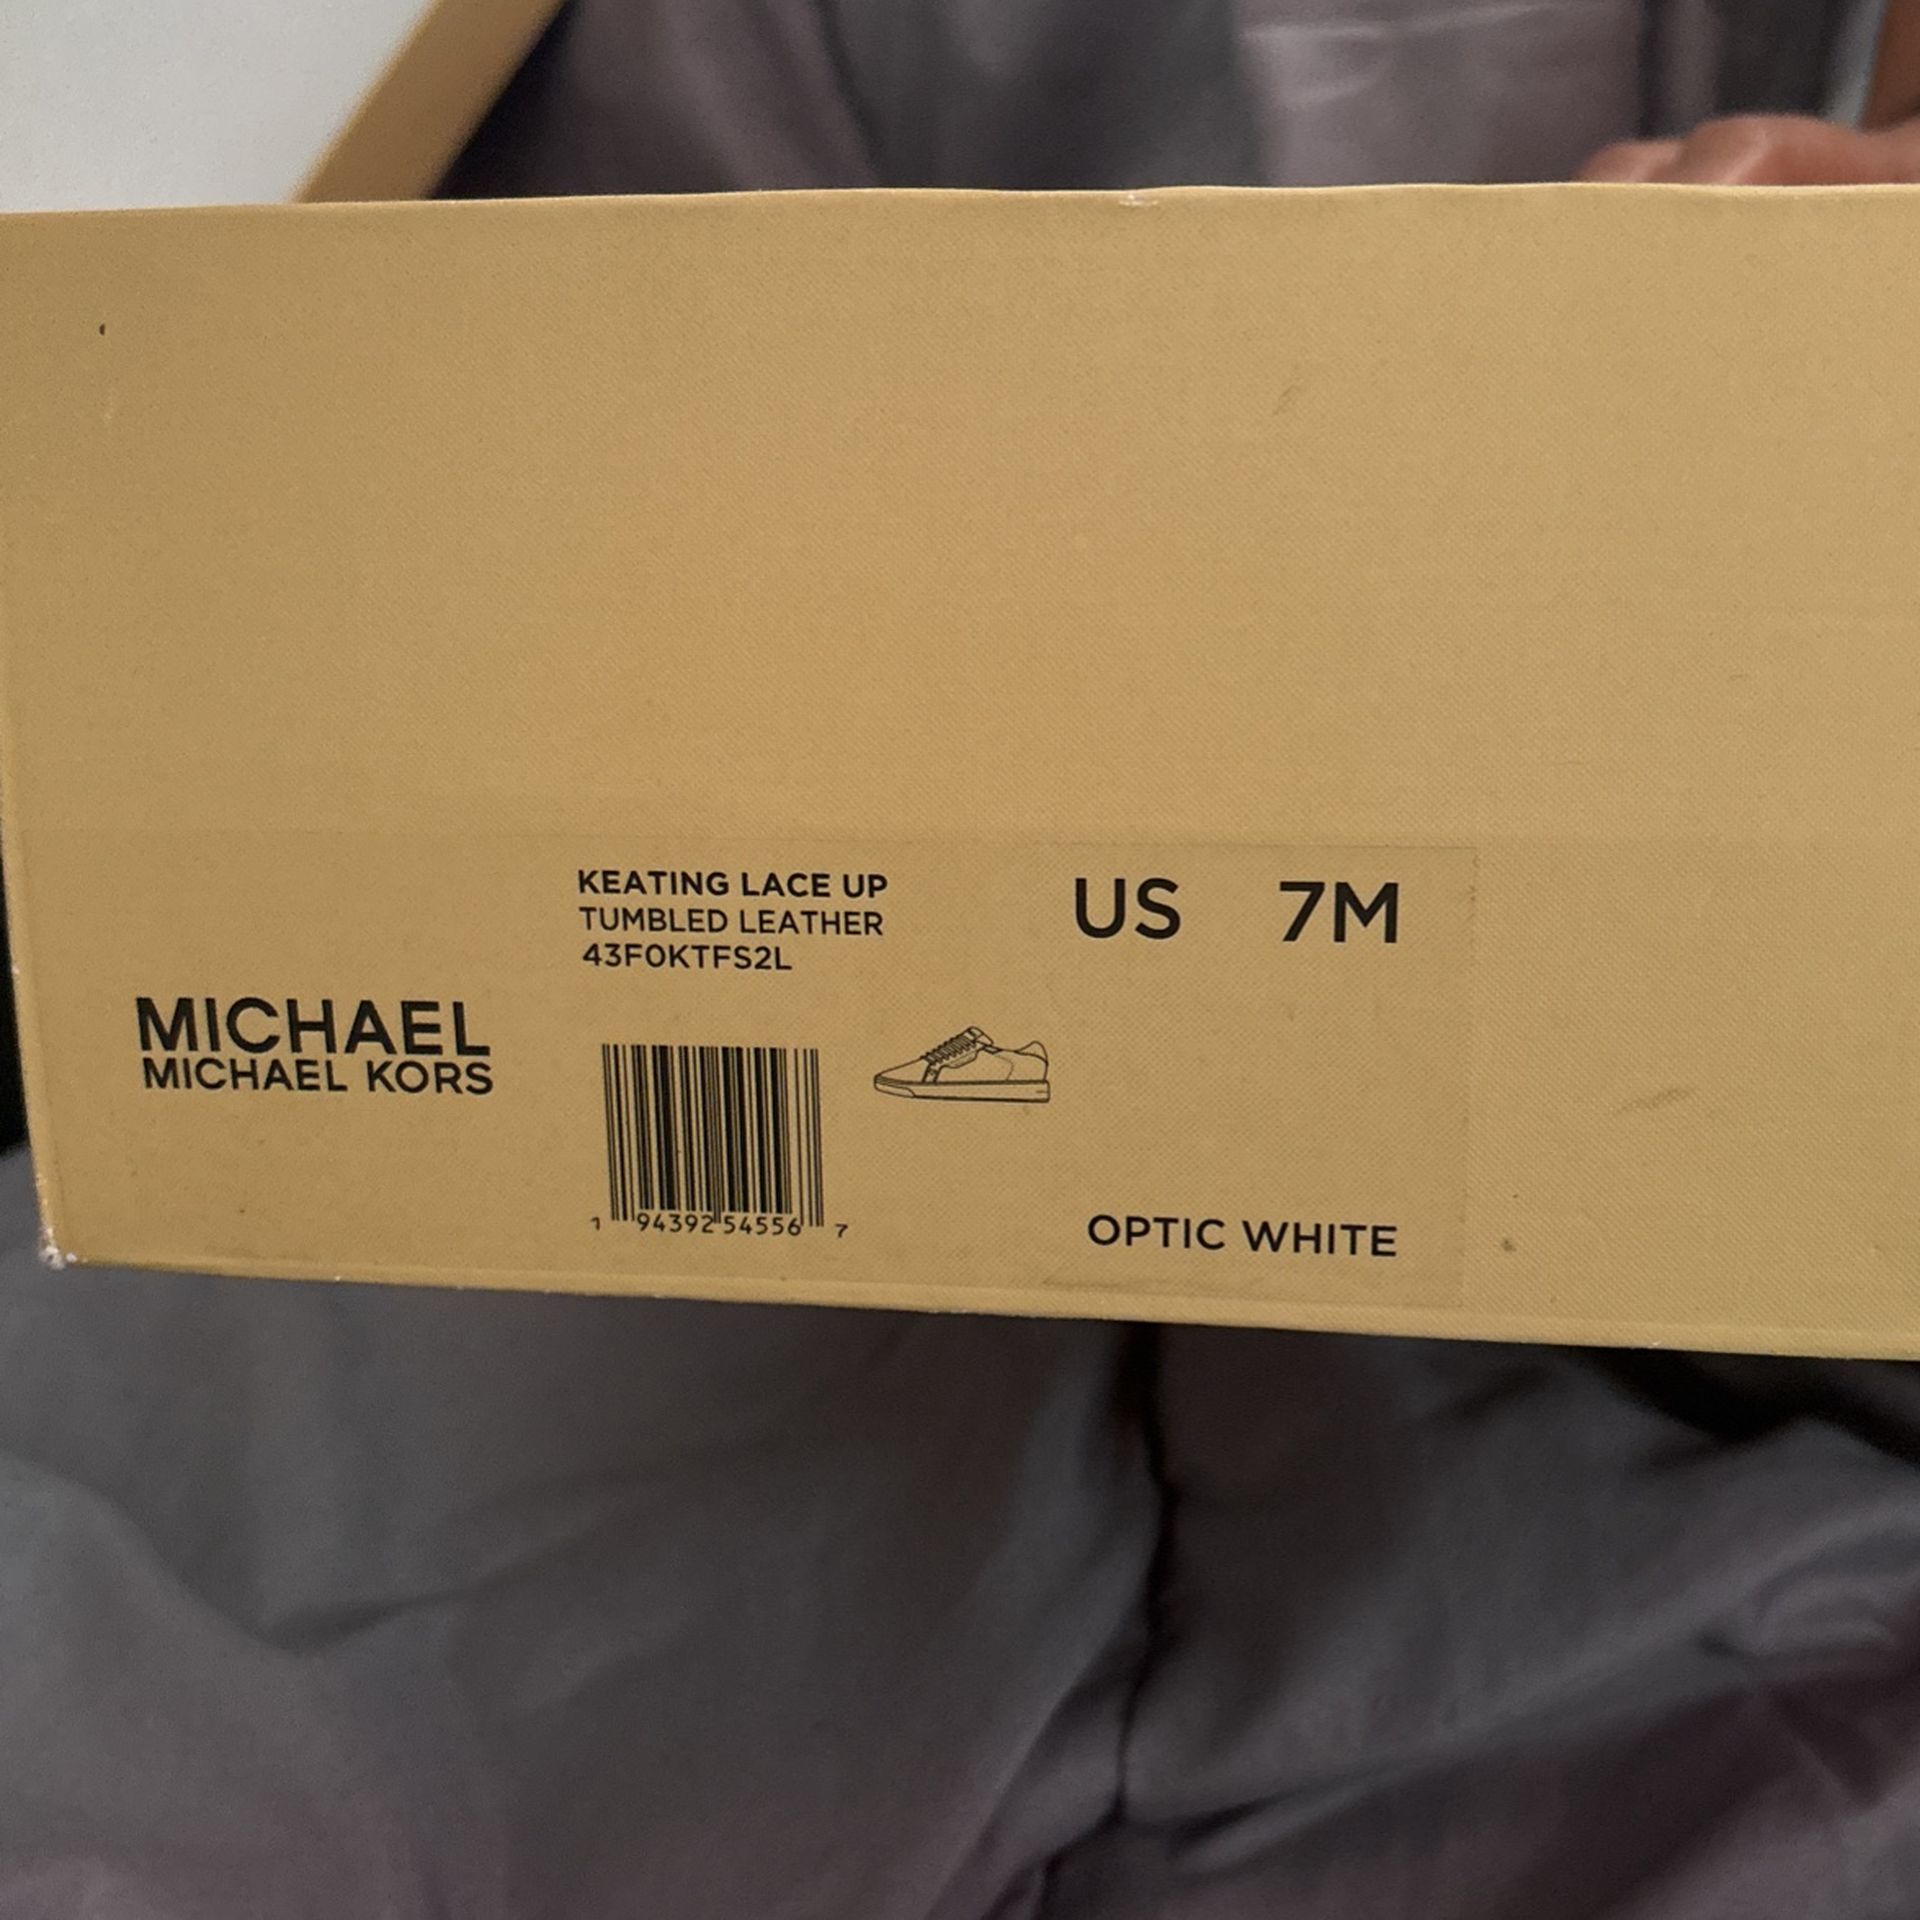 KEATING LACE UP
TUMBLED LEATHER
43F0KTFS2L
US 7M
MICHAEL
MICHAEL KORS
1 94392 54556 7
OPTIC WHITE